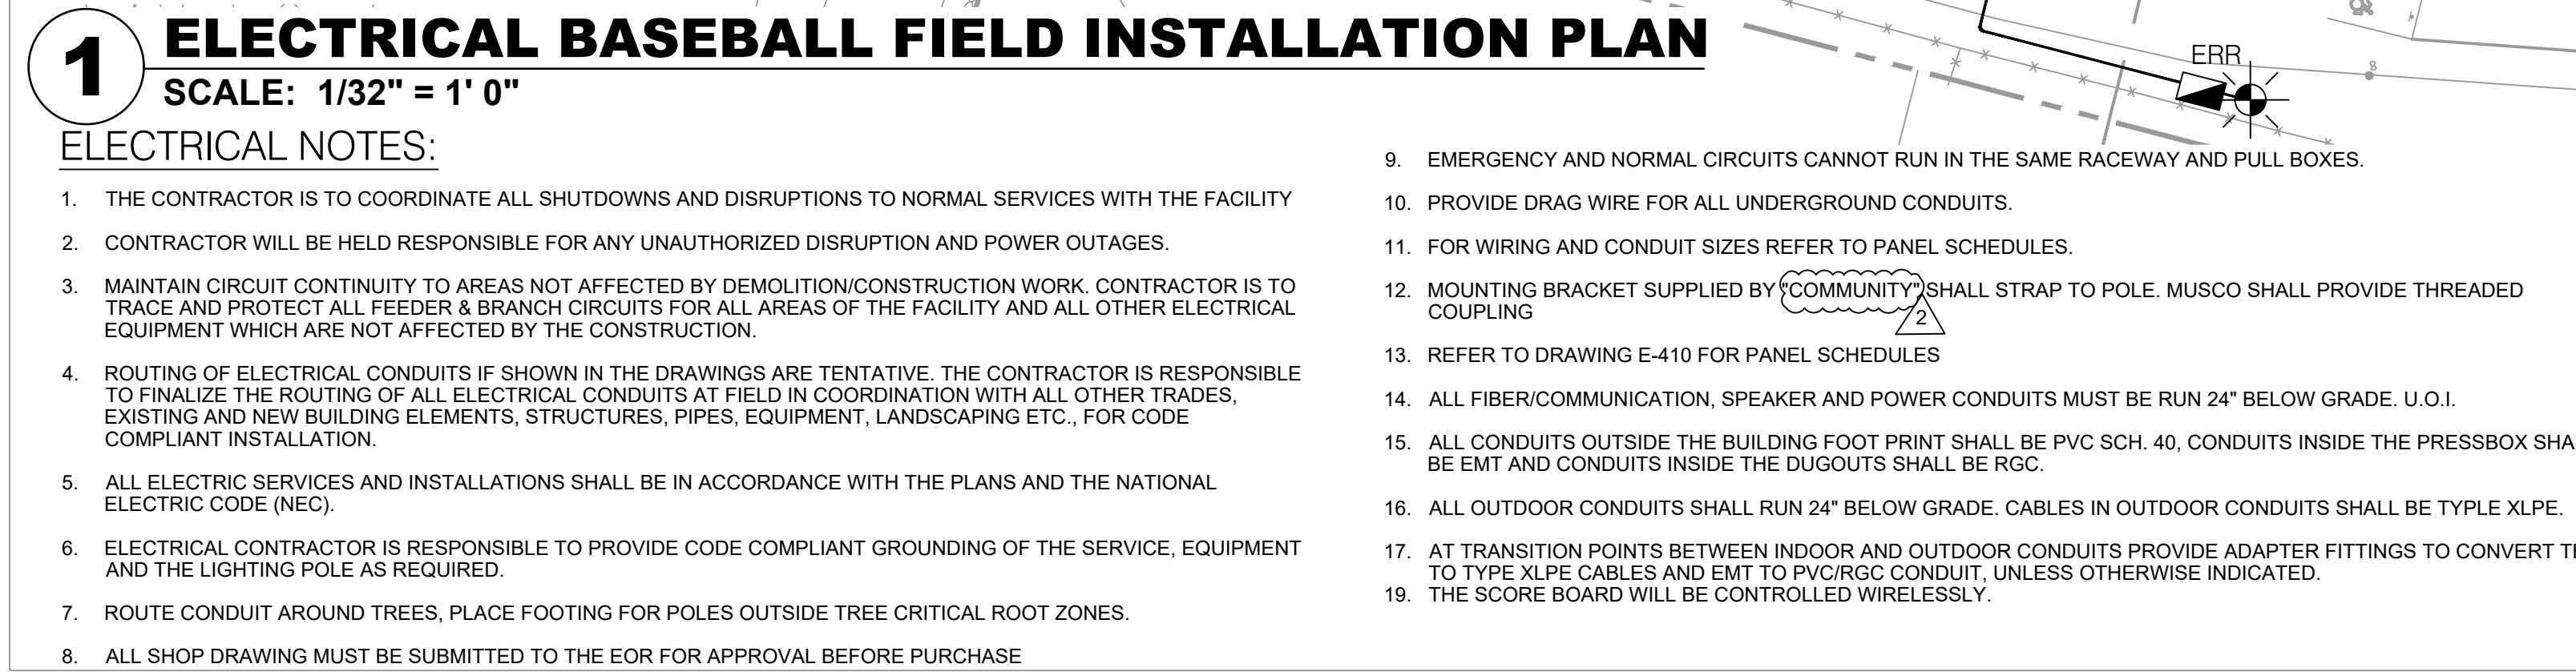 1
ELECTRICAL BASEBALL FIELD INSTALLATION PLAN
SCALE: 1/32" = 1' 0"
ERR
8
ELECTRICAL NOTES:
1. THE CONTRACTOR IS TO COORDINATE ALL SHUTDOWNS AND DISRUPTIONS TO NORMAL SERVICES WITH THE FACILITY
2. CONTRACTOR WILL BE HELD RESPONSIBLE FOR ANY UNAUTHORIZED DISRUPTION AND POWER OUTAGES.
3. MAINTAIN CIRCUIT CONTINUITY TO AREAS NOT AFFECTED BY DEMOLITION/CONSTRUCTION WORK. CONTRACTOR IS TO
TRACE AND PROTECT ALL FEEDER & BRANCH CIRCUITS FOR ALL AREAS OF THE FACILITY AND ALL OTHER ELECTRICAL
EQUIPMENT WHICH ARE NOT AFFECTED BY THE CONSTRUCTION.
4. ROUTING OF ELECTRICAL CONDUITS IF SHOWN IN THE DRAWINGS ARE TENTATIVE. THE CONTRACTOR IS RESPONSIBLE
TO FINALIZE THE ROUTING OF ALL ELECTRICAL CONDUITS AT FIELD IN COORDINATION WITH ALL OTHER TRADES,
EXISTING AND NEW BUILDING ELEMENTS, STRUCTURES, PIPES, EQUIPMENT, LANDSCAPING ETC., FOR CODE
COMPLIANT INSTALLATION.
5. ALL ELECTRIC SERVICES AND INSTALLATIONS SHALL BE IN ACCORDANCE WITH THE PLANS AND THE NATIONAL
ELECTRIC CODE (NEC).
6. ELECTRICAL CONTRACTOR IS RESPONSIBLE TO PROVIDE CODE COMPLIANT GROUNDING OF THE SERVICE, EQUIPMENT
AND THE LIGHTING POLE AS REQUIRED.
7. ROUTE CONDUIT AROUND TREES, PLACE FOOTING FOR POLES OUTSIDE TREE CRITICAL ROOT ZONES.
8. ALL SHOP DRAWING MUST BE SUBMITTED TO THE EOR FOR APPROVAL BEFORE PURCHASE
9. EMERGENCY AND NORMAL CIRCUITS CANNOT RUN IN THE SAME RACEWAY AND PULL BOXES.
10. PROVIDE DRAG WIRE FOR ALL UNDERGROUND CONDUITS.
11. FOR WIRING AND CONDUIT SIZES REFER TO PANEL SCHEDULES.
12. MOUNTING BRACKET SUPPLIED BY "COMMUNITY" SHALL STRAP TO POLE. MUSCO SHALL PROVIDE THREADED
COUPLING
2
13. REFER TO DRAWING E-410 FOR PANEL SCHEDULES
14. ALL FIBER/COMMUNICATION, SPEAKER AND POWER CONDUITS MUST BE RUN 24" BELOW GRADE. U.O.I.
15. ALL CONDUITS OUTSIDE THE BUILDING FOOT PRINT SHALL BE PVC SCH. 40, CONDUITS INSIDE THE PRESSBOX SHA
BE EMT AND CONDUITS INSIDE THE DUGOUTS SHALL BE RGC.
16. ALL OUTDOOR CONDUITS SHALL RUN 24" BELOW GRADE. CABLES IN OUTDOOR CONDUITS SHALL BE TYPLE XLPE.
17. AT TRANSITION POINTS BETWEEN INDOOR AND OUTDOOR CONDUITS PROVIDE ADAPTER FITTINGS TO CONVERT
TO TYPE XLPE CABLES AND EMT TO PVC/RGC CONDUIT, UNLESS OTHERWISE INDICATED.
19. THE SCORE BOARD WILL BE CONTROLLED WIRELESSLY.